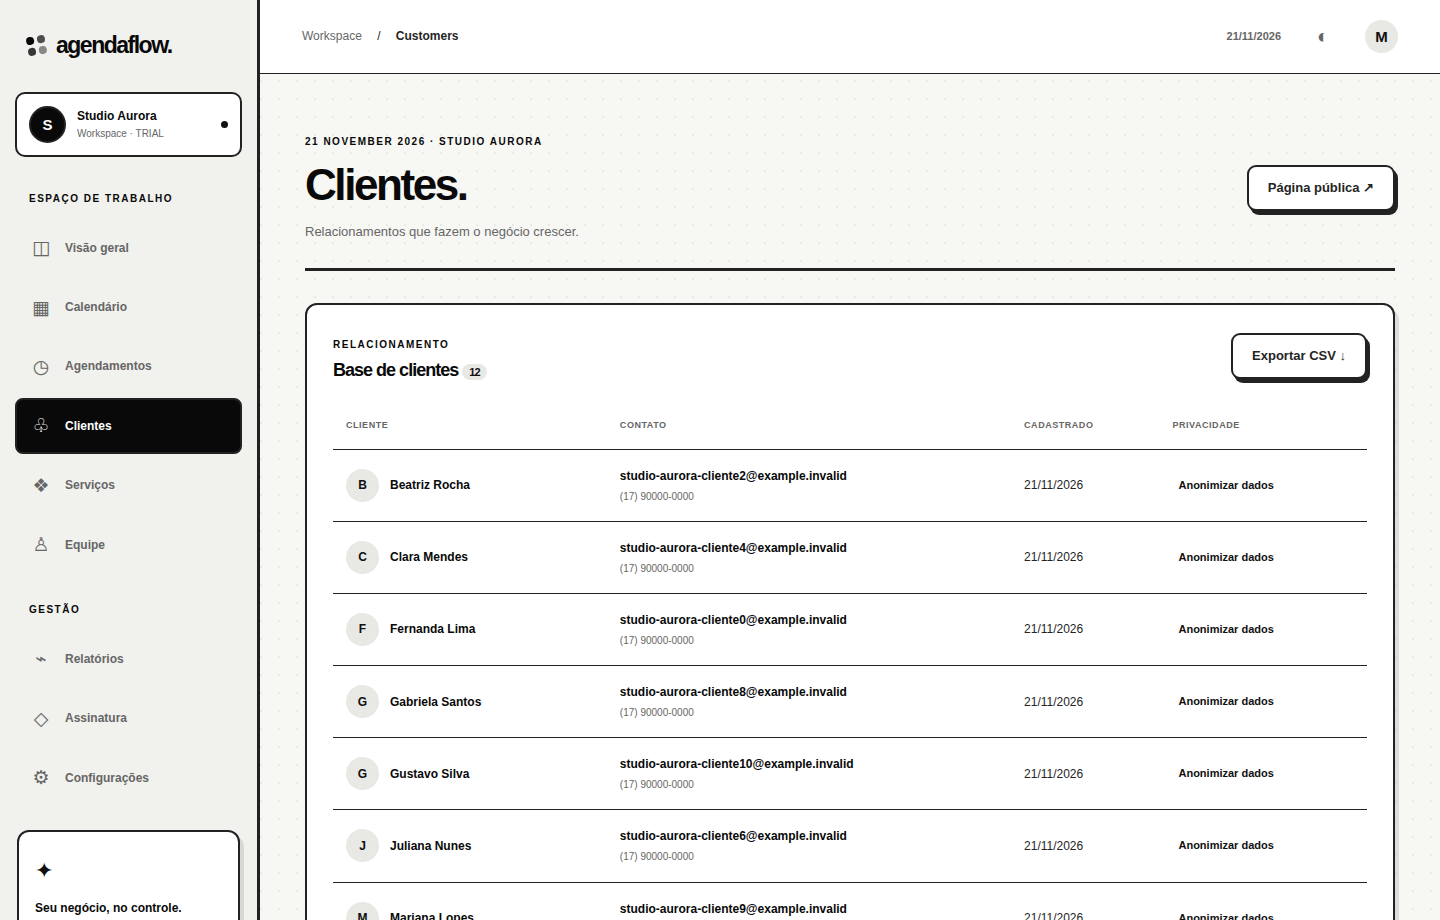 agendaflow.
S
Studio Aurora
Workspace · TRIAL
ESPAÇO DE TRABALHO
Visão geral
Calendário
Agendamentos
Clientes
Serviços
Equipe
GESTÃO
Relatórios
Assinatura
Configurações
Seu negócio, no controle.
Workspace / Customers
21/11/2026
M
21 NOVEMBER 2026 · STUDIO AURORA
Clientes.
Relacionamentos que fazem o negócio crescer.
Página pública ↗
RELACIONAMENTO
Base de clientes 12
Exportar CSV ↓
CLIENTE CONTATO CADASTRADO PRIVACIDADE
B Beatriz Rocha studio-aurora-cliente2@example.invalid 21/11/2026 Anonimizar dados
(17) 90000-0000
C Clara Mendes studio-aurora-cliente4@example.invalid 21/11/2026 Anonimizar dados
(17) 90000-0000
F Fernanda Lima studio-aurora-cliente0@example.invalid 21/11/2026 Anonimizar dados
(17) 90000-0000
G Gabriela Santos studio-aurora-cliente8@example.invalid 21/11/2026 Anonimizar dados
(17) 90000-0000
G Gustavo Silva studio-aurora-cliente10@example.invalid 21/11/2026 Anonimizar dados
(17) 90000-0000
J Juliana Nunes studio-aurora-cliente6@example.invalid 21/11/2026 Anonimizar dados
(17) 90000-0000
M Mariana Lopes studio-aurora-cliente9@example.invalid 21/11/2026 Anonimizar dados